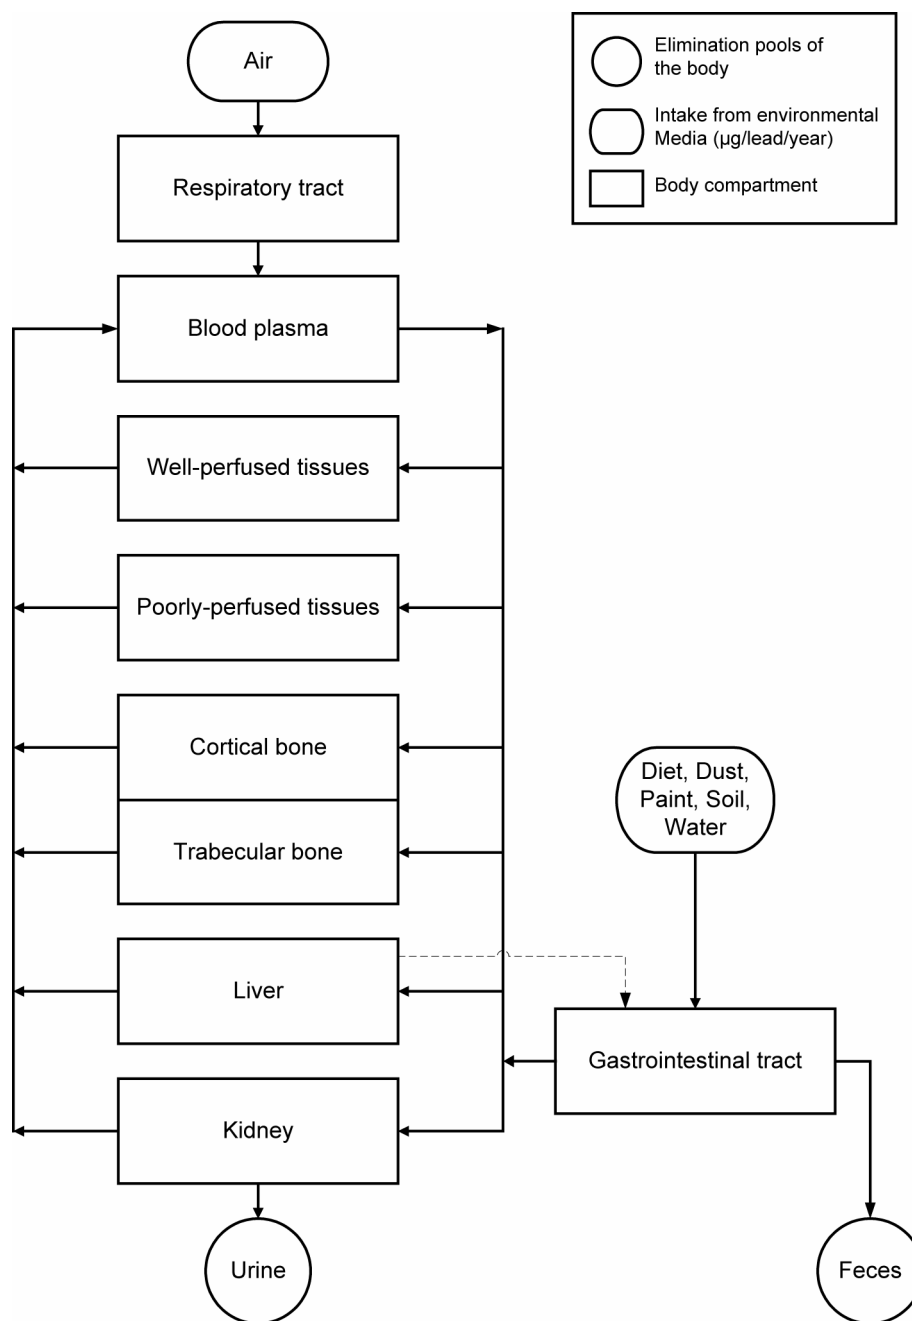 Air
Elimination pools of
the body
Intake from environmental
Media (µg/lead/year)
Body compartment
Respiratory tract
Blood plasma
Well-perfused tissues
Poorly-perfused tissues
Cortical bone
Trabecular bone
Diet, Dust,
Paint, Soil,
Water
Liver
Gastrointestinal tract
Kidney
Urine
Feces